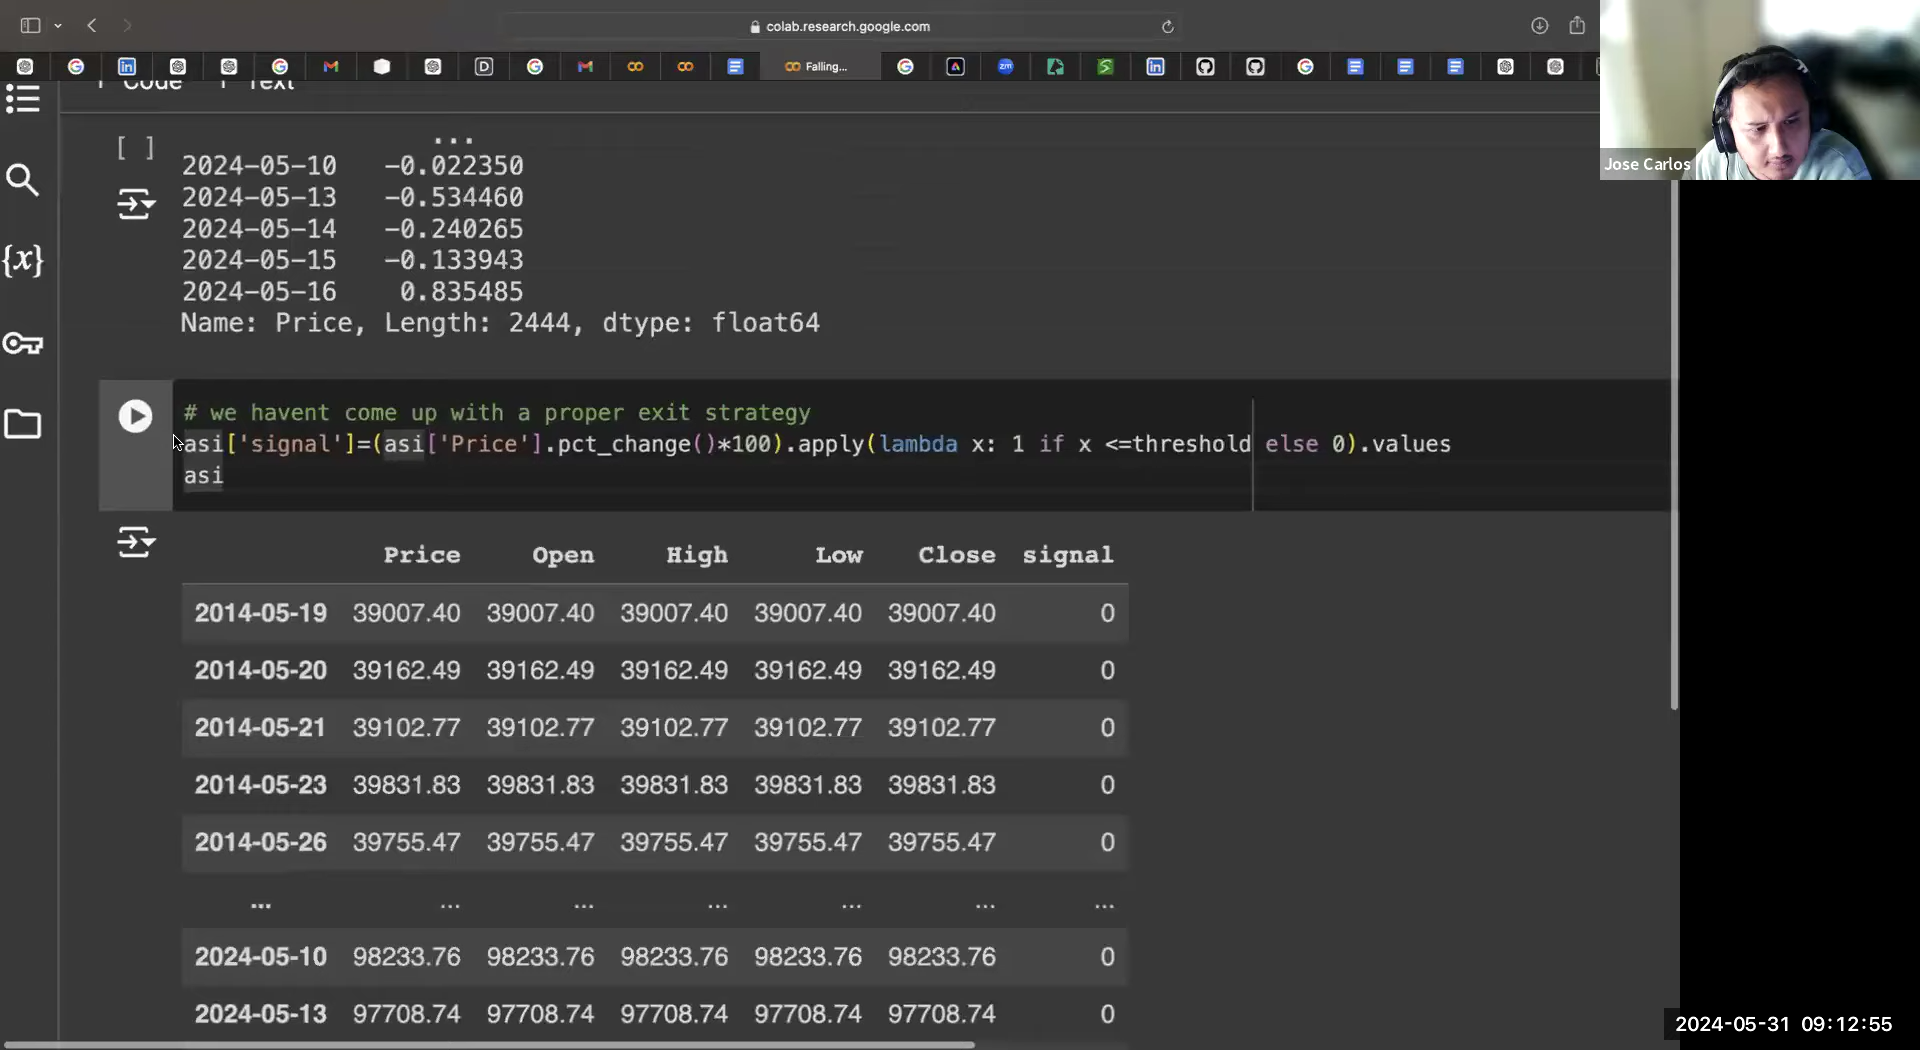 colab.research.google.com
Falling...
Code Text
[ ] ...
2024-05-10 -0.022350
2024-05-13 -0.534460
2024-05-14 -0.240265
2024-05-15 -0.133943
2024-05-16 0.835485
Name: Price, Length: 2444, dtype: float64
# we havent come up with a proper exit strategy
asi['signal']=(asi['Price'].pct_change()*100).apply(lambda x: 1 if x <=threshold else 0).values
asi
Price Open High Low Close signal
2014-05-19 39007.40 39007.40 39007.40 39007.40 39007.40 0
2014-05-20 39162.49 39162.49 39162.49 39162.49 39162.49 0
2014-05-21 39102.77 39102.77 39102.77 39102.77 39102.77 0
2014-05-23 39831.83 39831.83 39831.83 39831.83 39831.83 0
2014-05-26 39755.47 39755.47 39755.47 39755.47 39755.47 0
... ... ... ... ... ... ...
2024-05-10 98233.76 98233.76 98233.76 98233.76 98233.76 0
2024-05-13 97708.74 97708.74 97708.74 97708.74 97708.74 0
{x}
in
D
zm
S
in
Jose Carlos
2024-05-31 09:12:55